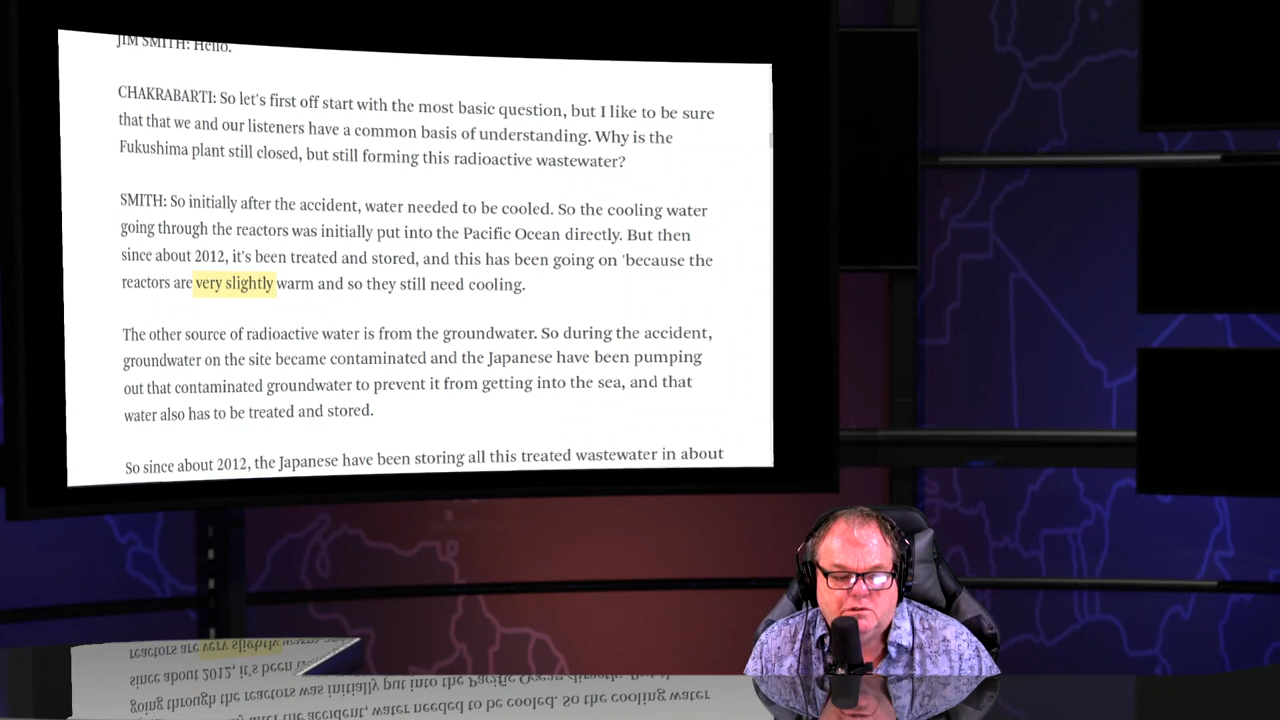 JIM SMITH: Hello.
CHAKRABARTI: So let's first off start with the most basic question, but I like to be sure
that that we and our listeners have a common basis of understanding. Why is the
Fukushima plant still closed, but still forming this radioactive wastewater?
SMITH: So initially after the accident, water needed to be cooled. So the cooling water
going through the reactors was initially put into the Pacific Ocean directly. But then
since about 2012, it's been treated and stored, and this has been going on 'because the
reactors are very slightly warm and so they still need cooling.
The other source of radioactive water is from the groundwater. So during the accident,
groundwater on the site became contaminated and the Japanese have been pumping
out that contaminated groundwater to prevent it from getting into the sea, and that
water also has to be treated and stored.
So since about 2012, the Japanese have been storing all this treated wastewater in about